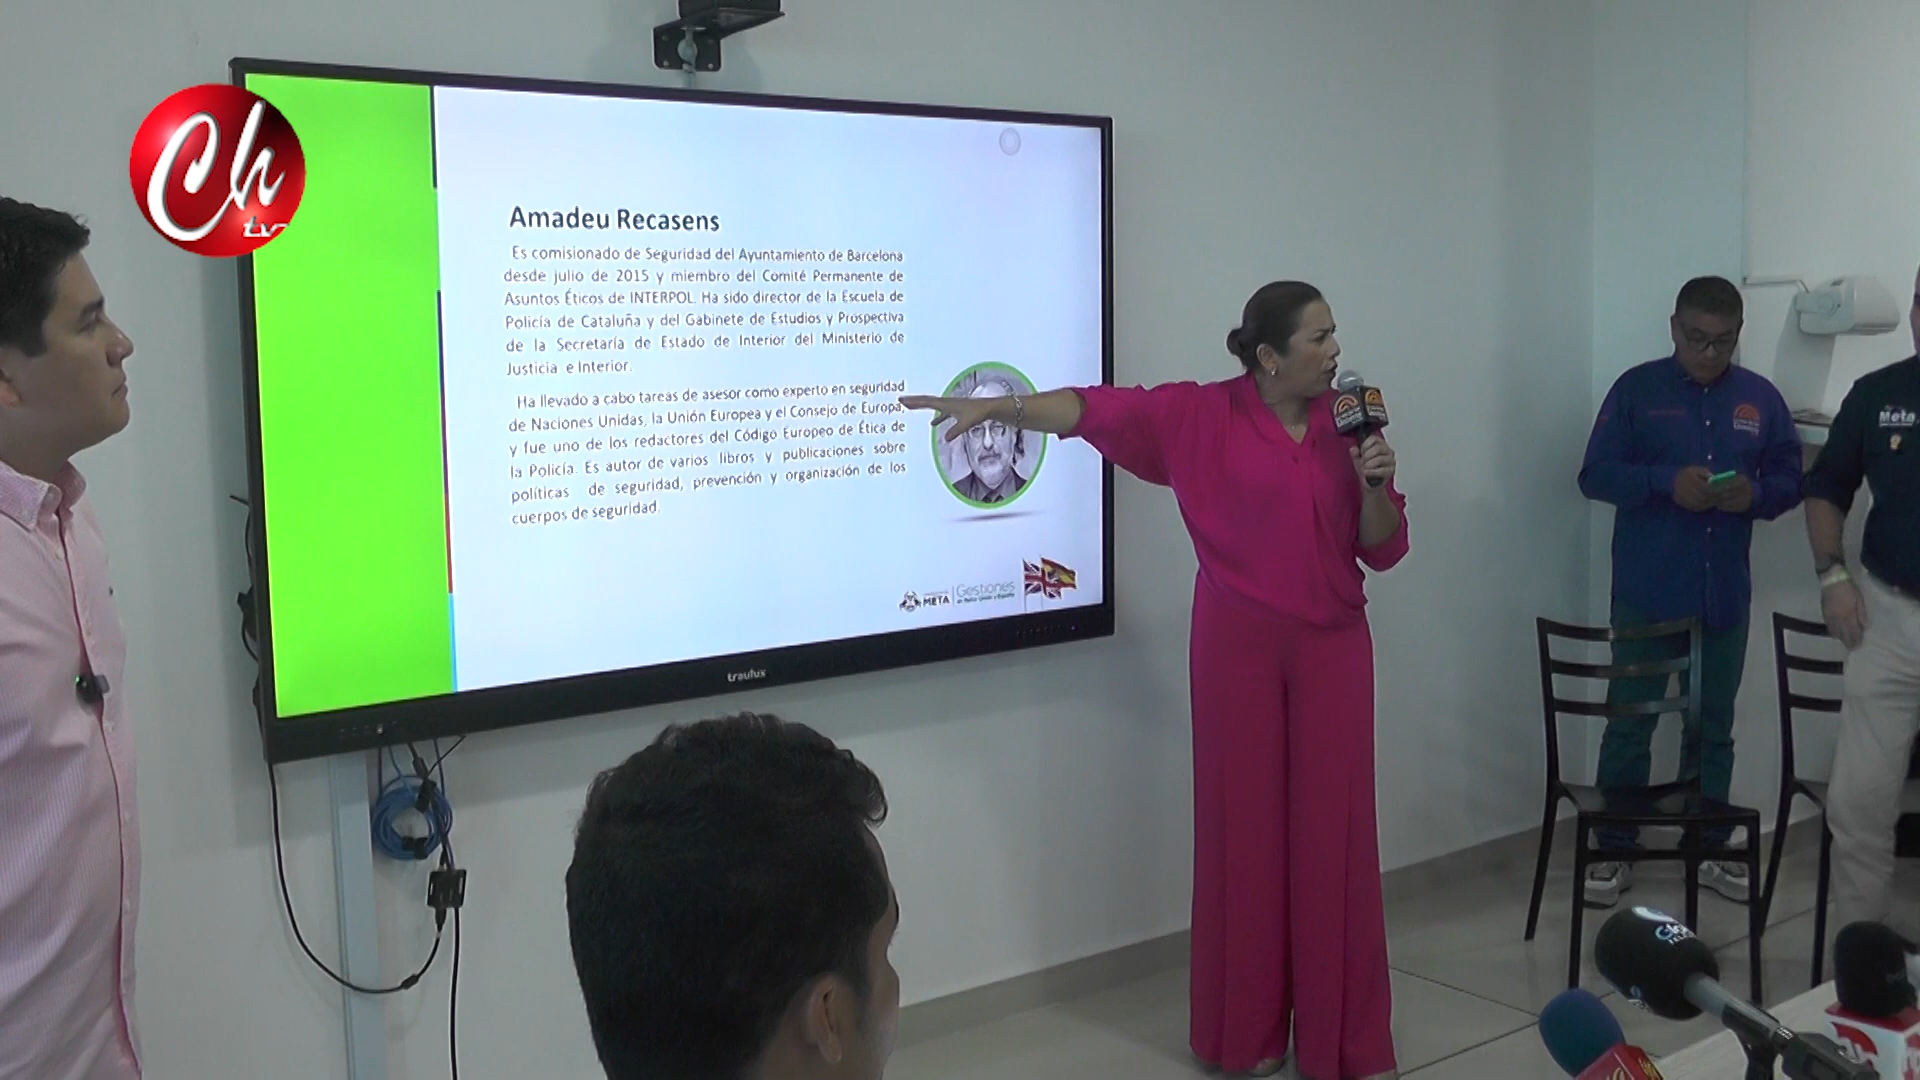 Ch
tv
Amadeu Recasens
Es comisionado de Seguridad del Ayuntamiento de Barcelona
desde julio de 2015 y miembro del Comité Permanente de
Asuntos Éticos de INTERPOL. Ha sido director de la Escuela de
Policía de Cataluña y del Gabinete de Estudios y Prospectiva
de la Secretaría de Estado de Interior del Ministerio de
Justicia e Interior.
Ha llevado a cabo tareas de asesor como experto en seguridad
de Naciones Unidas, la Unión Europea y el Consejo de Europa,
y fue uno de los redactores del Código Europeo de Ética de
la Policía. Es autor de varios libros y publicaciones sobre
políticas de seguridad, prevención y organización de los
cuerpos de seguridad.
META
Gestiones
en Reino Unido y España
traulux
Meta